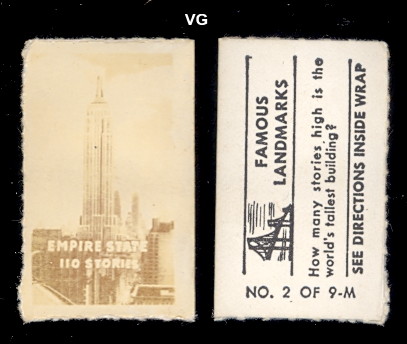 VG
EMPIRE STATE
110 STORIES
FAMOUS
LANDMARKS
How many stories high is the
world's tallest building?
SEE DIRECTIONS INSIDE WRAP
NO. 2 OF 9-M